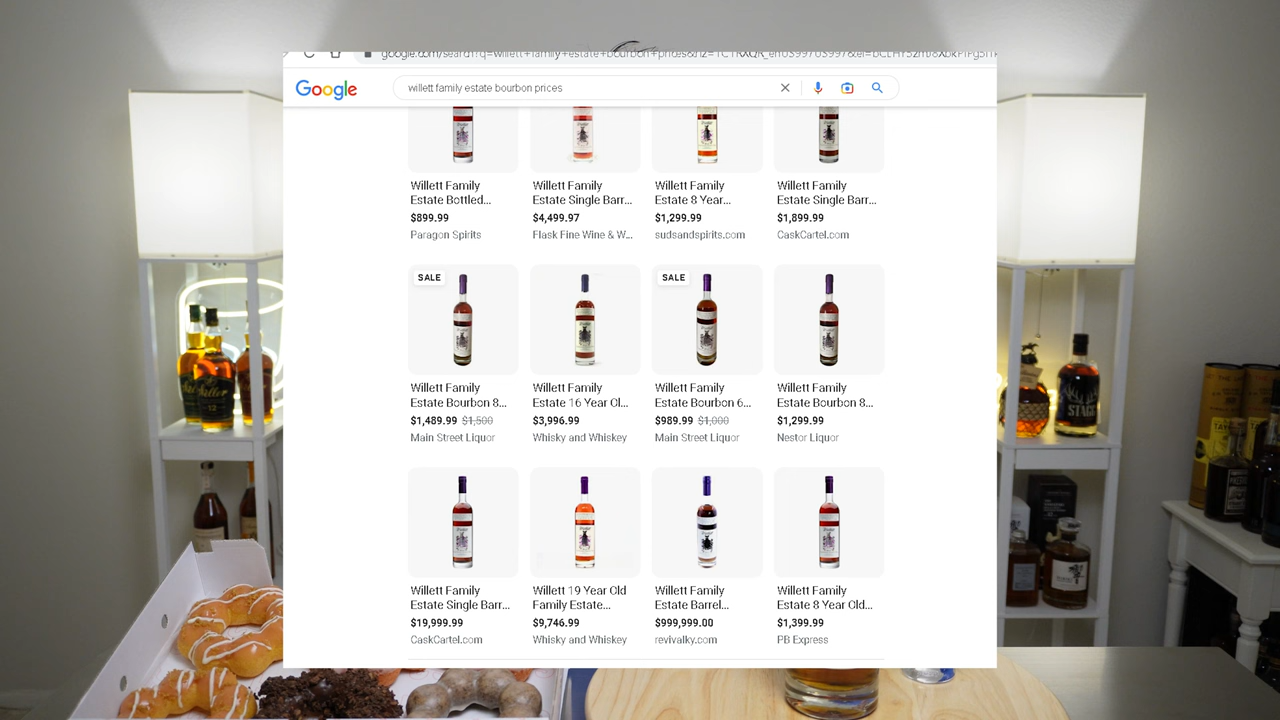 Google
willett family estate bourbon prices
Willett Family
Estate Bottled...
$899.99
Paragon Spirits
Willett Family
Estate Single Barr...
$4,499.97
Flask Fine Wine & W...
Willett Family
Estate 8 Year...
$1,299.99
sudsandspirits.com
Willett Family
Estate Single Barr...
$1,899.99
CaskCartel.com
SALE
Willett Family
Estate Bourbon 8...
$1,489.99 $1,500
Main Street Liquor
Willett Family
Estate 16 Year Ol...
$3,996.99
Whisky and Whiskey
SALE
Willett Family
Estate Bourbon 6...
$989.99 $1,000
Main Street Liquor
Willett Family
Estate Bourbon 8...
$1,299.99
Nestor Liquor
Willett Family
Estate Single Barr...
$19,999.99
CaskCartel.com
Willett 19 Year Old
Family Estate...
$9,746.99
Whisky and Whiskey
Willett Family
Estate Barrel...
$999,999.00
revivalky.com
Willett Family
Estate 8 Year Old...
$1,399.99
PB Express
Weller
12
STAGG